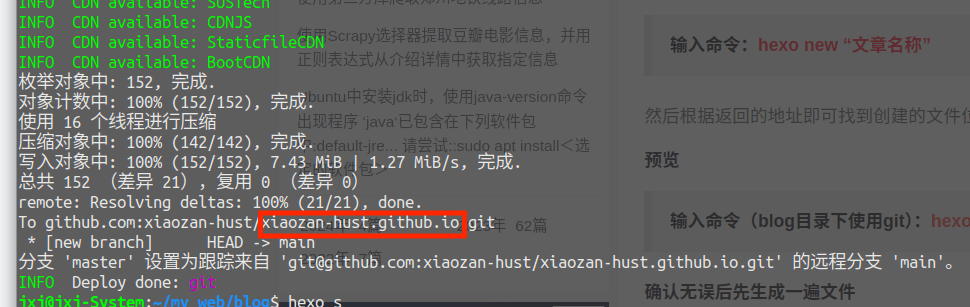 INFO  CDN available: SUSTech
INFO  CDN available: CDNJS
INFO  CDN available: StaticfileCDN
INFO  CDN available: BootCDN
枚举对象中: 152, 完成.
对象计数中: 100% (152/152), 完成.
使用 16 个线程进行压缩
压缩对象中: 100% (142/142), 完成.
写入对象中: 100% (152/152), 7.43 MiB | 1.27 MiB/s, 完成.
总共 152 （差异 21），复用 0 （差异 0）
remote: Resolving deltas: 100% (21/21), done.
To github.com:xiaozan-hust/xiaozan-hust.github.io.git
 * [new branch]      HEAD -> main
分支 'master' 设置为跟踪来自 'git@github.com:xiaozan-hust/xiaozan-hust.github.io.git' 的远程分支 'main'。
INFO  Deploy done: git
ixi@ixi-System:~/my_web/blog$ hexo s
使用Scrapy选择器提取豆瓣电影信息，并用
正则表达式从介绍详情中获取指定信息
buntu中安装jdk时，使用java-version命令
出现程序 'java'已包含在下列软件包
default-jre... 请尝试::sudo apt install＜选
62篇
输入命令：hexo new “文章名称”
然后根据返回的地址即可找到创建的文件位
预览
输入命令（blog目录下使用git）：hexo
确认无误后先生成一遍文件